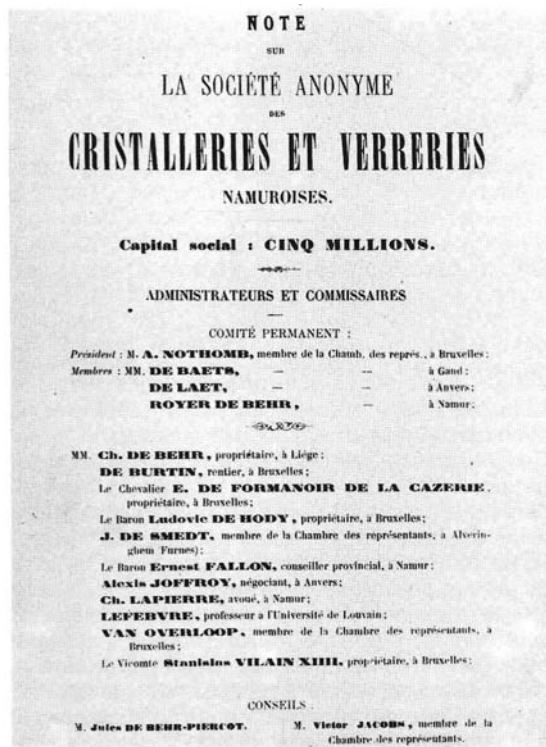 NOTE
SUR
LA SOCIÉTÉ ANONYME
DES
CRISTALLERIES ET VERRERIES
NAMUROISES.
Capital social : CINQ MILLIONS.
ADMINISTRATEURS ET COMMISSAIRES
COMITÉ PERMANENT :
Président : M. A. NOTHOMB, membre de la Chamb. des représ., à Bruxelles;
Membres : MM. DE BAETS, — — à Gand;
DE LAET, — — à Anvers;
ROYER DE BEHR, — à Namur;
MM. Ch. DE BEHR, propriétaire, à Liége;
DE BURTIN, rentier, à Bruxelles;
Le Chevalier E. DE FORMANOIR DE LA CAZERIE,
propriétaire, à Bruxelles;
Le Baron Ludovic DE HODY, propriétaire, à Bruxelles;
J. DE SMEDT, membre de la Chambre des représentants, à Alverin-
ghem Furnes);
Le Baron Ernest FALLON, conseiller provincial, à Namur;
Alexis JOFFROY, négociant, à Anvers;
Ch. LAPIERRE, avoué, à Namur;
LEFEBVRE, professeur a l'Université de Louvain;
VAN OVERLOOP, membre de la Chambre des représentants, à
Bruxelles;
Le Vicomte Stanislas VILAIN XIIII, propriétaire, à Bruxelles;
CONSEILS :
M. Jules DE BEHR-PIERCOT.
M. Victor JACOBS, membre de la
Chambre des représentants.